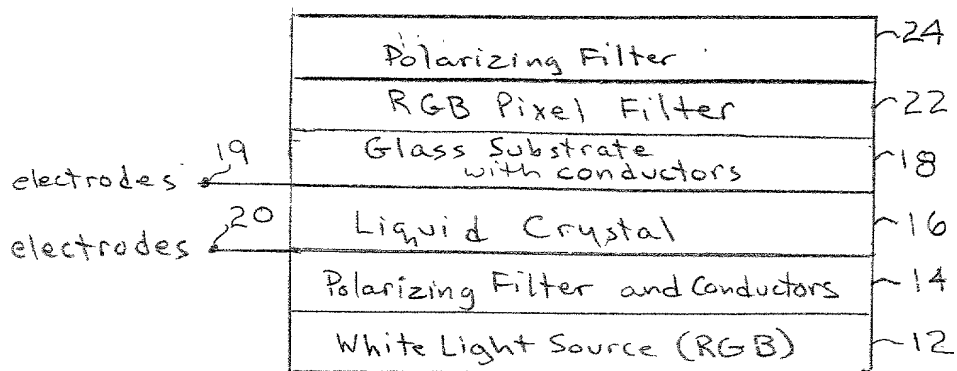 Polarizing Filter
24
RGB Pixel Filter
22
Glass Substrate
with conductors
18
electrodes 19
electrodes 20
Liquid Crystal
16
Polarizing Filter and Conductors
14
White Light Source (RGB)
12